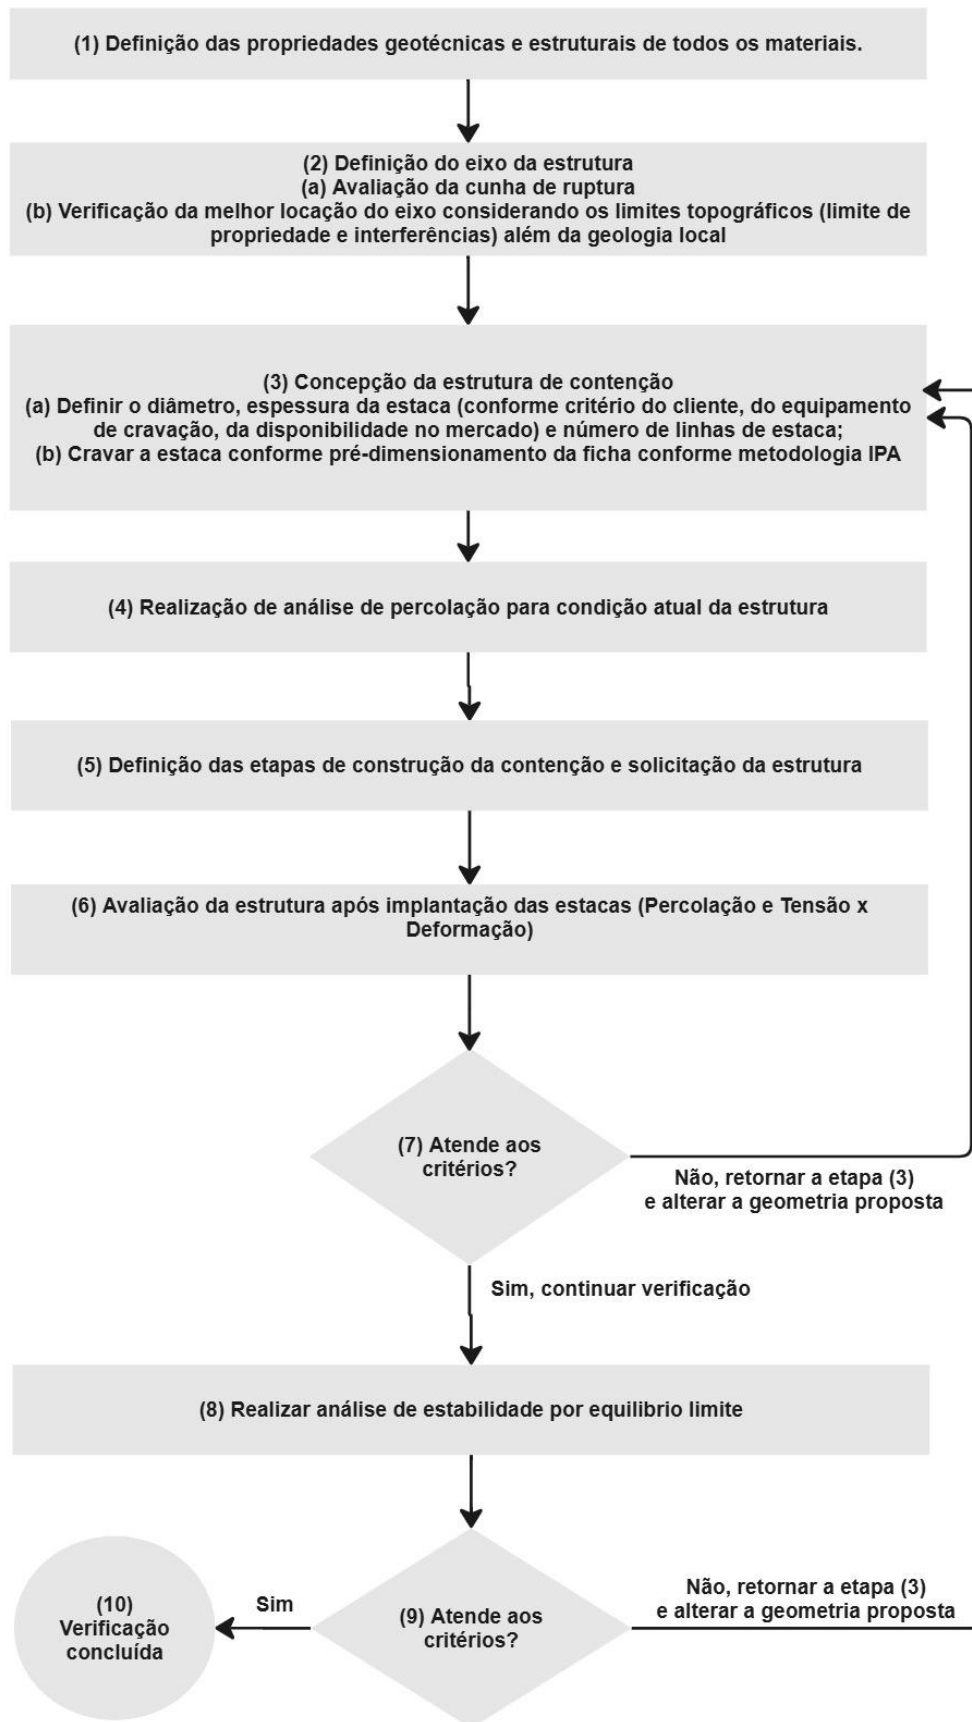 (1) Definição das propriedades geotécnicas e estruturais de todos os materiais.
(2) Definição do eixo da estrutura
(a) Avaliação da cunha de ruptura
(b) Verificação da melhor locação do eixo considerando os limites topográficos (limite de
propriedade e interferências) além da geologia local
(3) Concepção da estrutura de contenção
(a) Definir o diâmetro, espessura da estaca (conforme critério do cliente, do equipamento
de cravação, da disponibilidade no mercado) e número de linhas de estaca;
(b) Cravar a estaca conforme pré-dimensionamento da ficha conforme metodologia IPA
(4) Realização de análise de percolação para condição atual da estrutura
(5) Definição das etapas de construção da contenção e solicitação da estrutura
(6) Avaliação da estrutura após implantação das estacas (Percolação e Tensão x
Deformação)
(7) Atende aos
critérios?
Não, retornar a etapa (3)
e alterar a geometria proposta
Sim, continuar verificação
(8) Realizar análise de estabilidade por equilibrio limite
(9) Atende aos
critérios?
Não, retornar a etapa (3)
e alterar a geometria proposta
Sim
(10)
Verificação
concluída